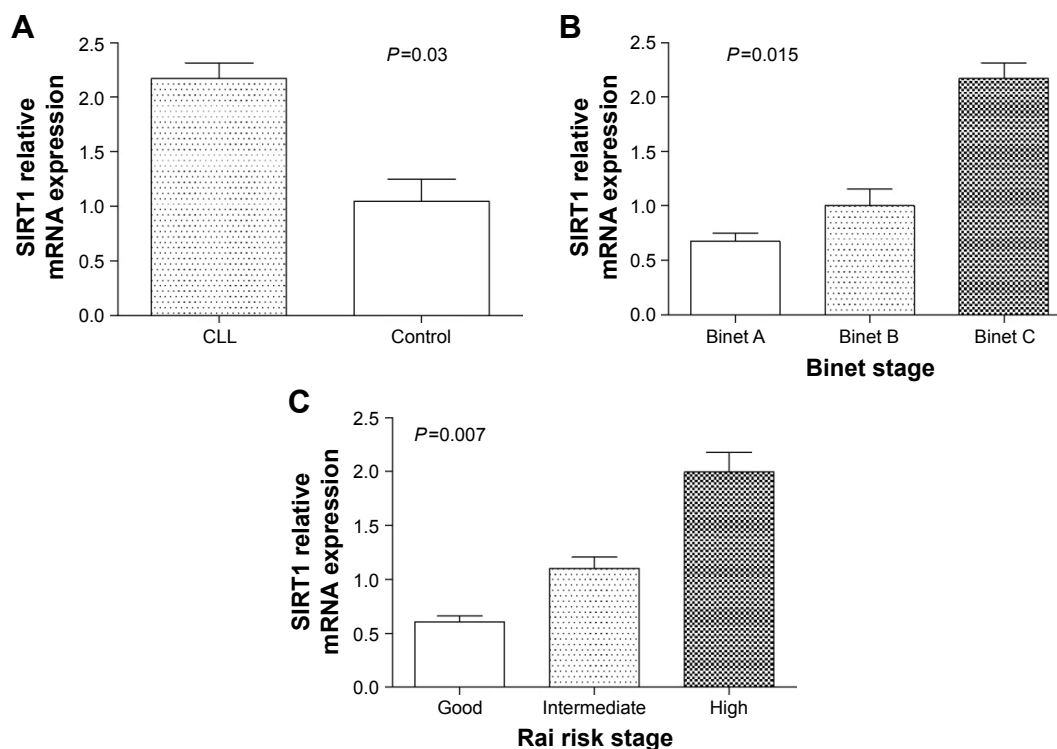 A
SIRT1 relative
mRNA expression
2.5
2.0
1.5
1.0
0.5
0.0
P=0.03
CLL
Control
B
SIRT1 relative
mRNA expression
2.5
2.0
1.5
1.0
0.5
0.0
P=0.015
Binet A
Binet B
Binet C
Binet stage
C
SIRT1 relative
mRNA expression
2.5
2.0
1.5
1.0
0.5
0.0
P=0.007
Good
Intermediate
High
Rai risk stage